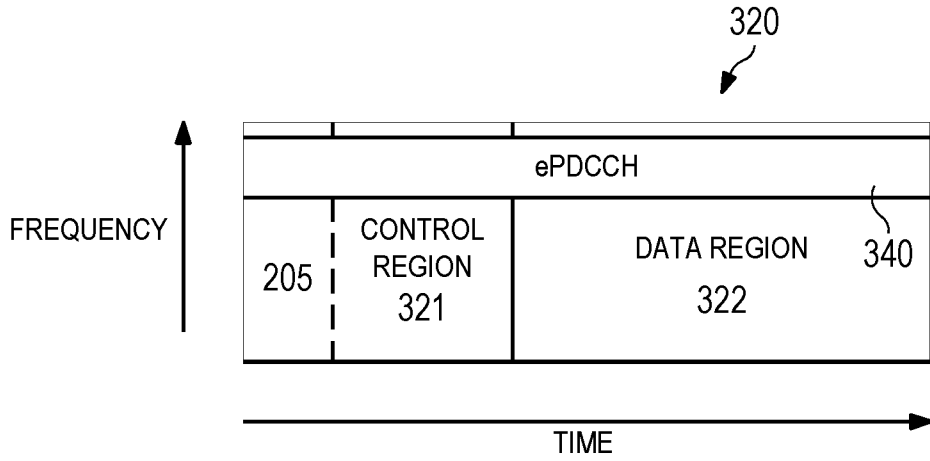 320
ePDCCH
FREQUENCY
CONTROL
REGION
321
205
DATA REGION
322
340
TIME